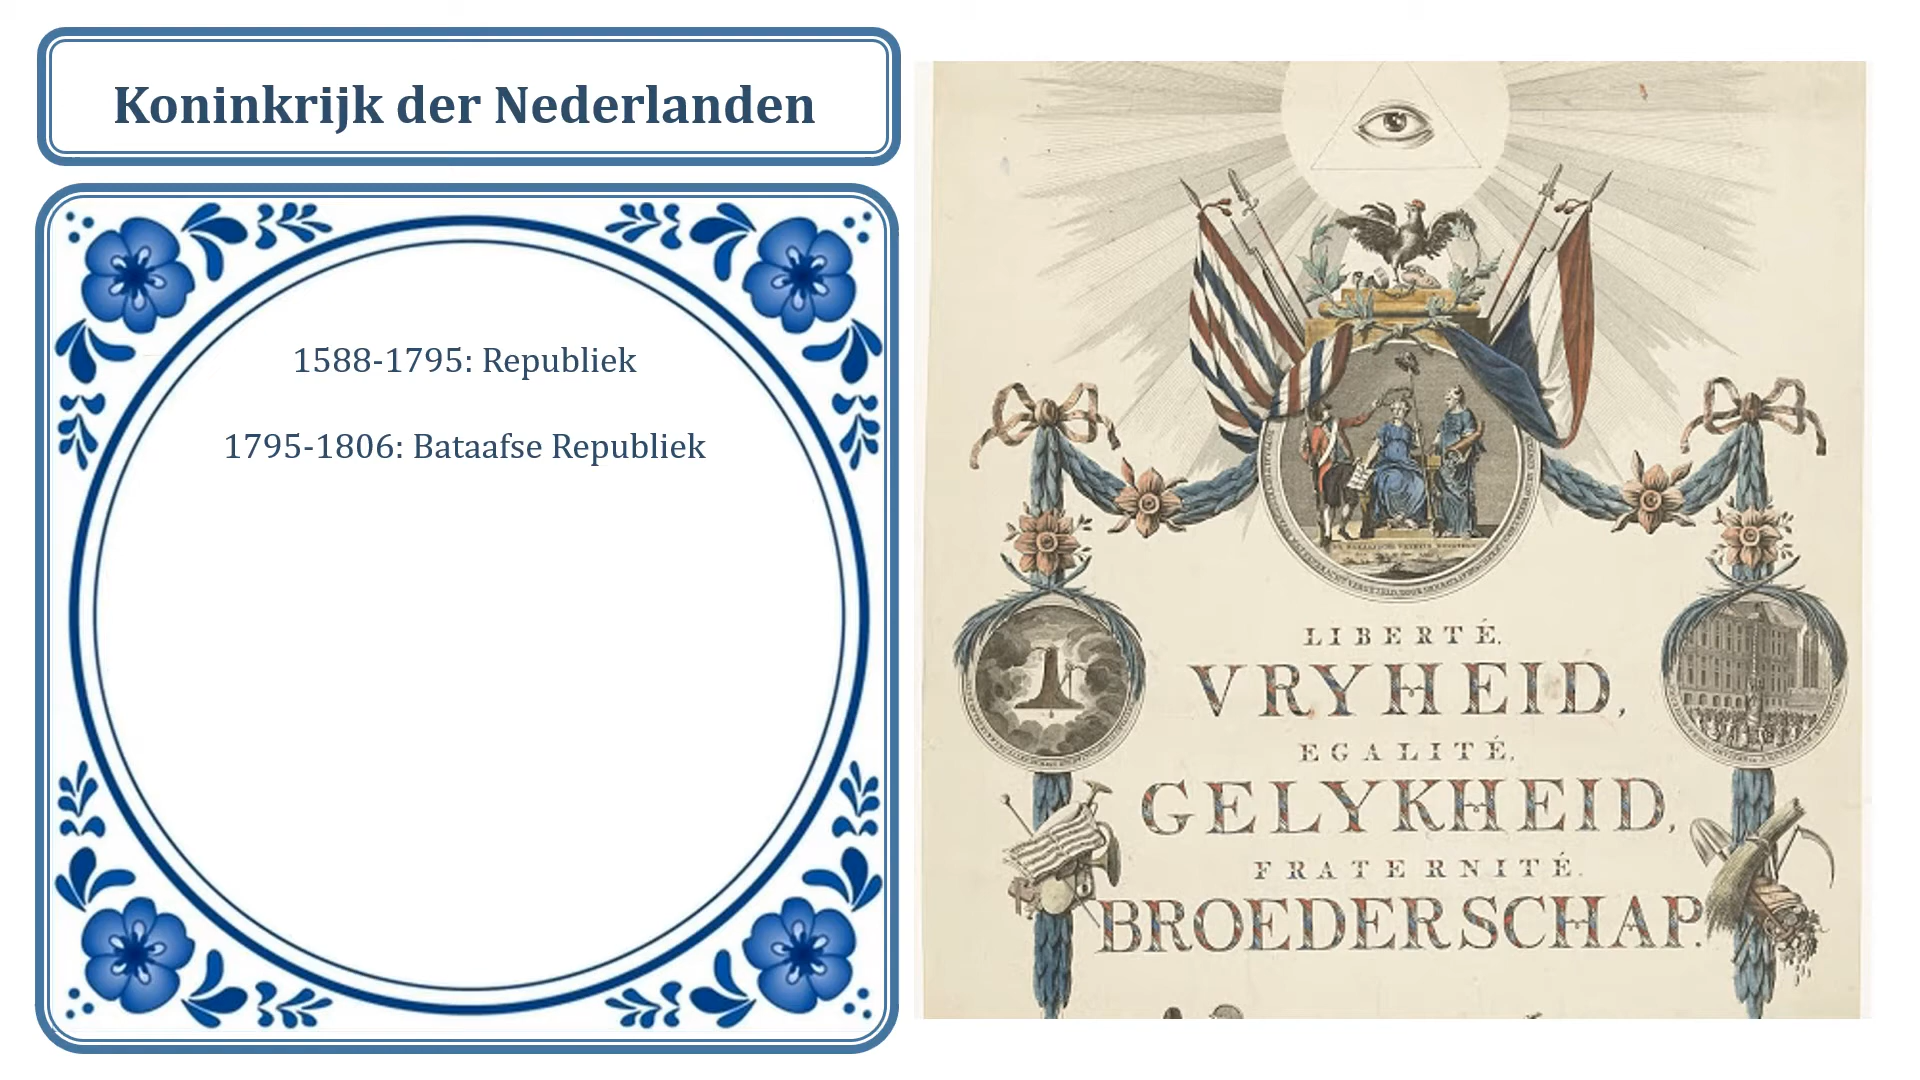 Koninkrijk der Nederlanden
1588-1795: Republiek
1795-1806: Bataafse Republiek
LIBERTÉ.
VRYHEID,
EGALITÉ,
GELYKHEID,
FRATERNITÉ.
BROEDERSCHAP.